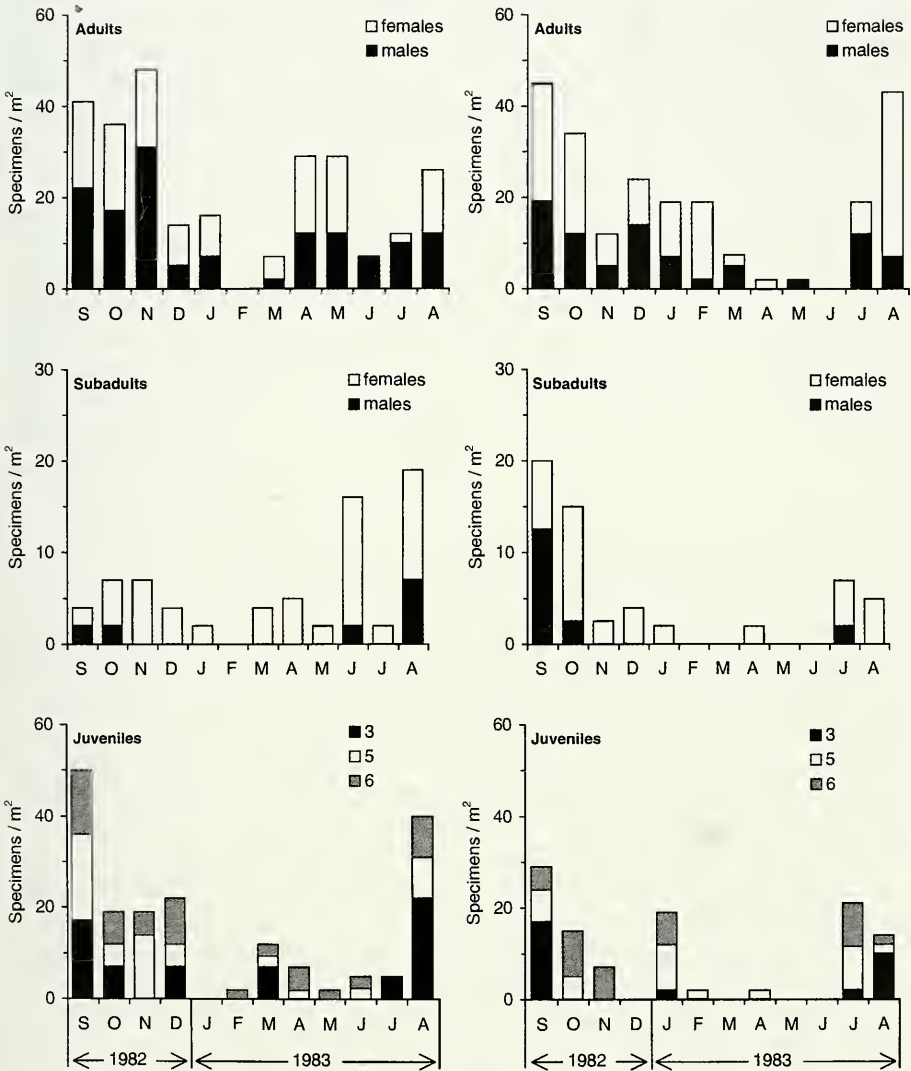 60
40
20
0
Specimens / m²
Adults
females
males
S O N D J F M A M J J A
60
40
20
0
Specimens / m²
Adults
females
males
S O N D J F M A M J J A
30
20
10
0
Specimens / m²
Subadults
females
males
S O N D J F M A M J J A
30
20
10
0
Specimens / m²
Subadults
females
males
S O N D J F M A M J J A
60
40
20
0
Specimens / m²
Juveniles
3
5
6
S O N D J F M A M J J A
1982 1983
60
40
20
0
Specimens / m²
Juveniles
3
5
6
S O N D J F M A M J J A
1982 1983